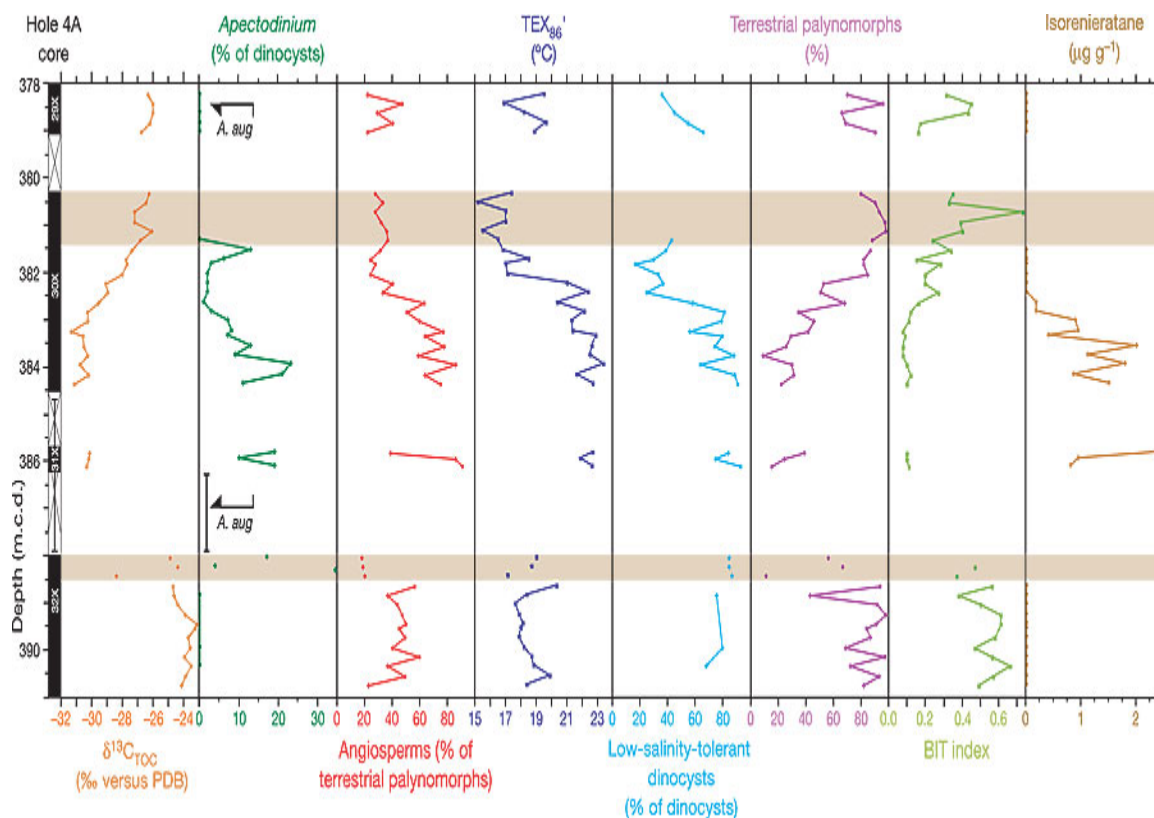 Hole 4A
core
Apectodinium
(% of dinocysts)
TEX86'
(°C)
Terrestrial palynomorphs
(%)
Isorenieratane
(μg g–1)
378
380
382
384
386
390
Depth (m.c.d.)
29X
30X
31X
32X
A. aug
A. aug
–32 –30 –28 –26 –24
0 10 20 30
0 20 40 60 80
15 17 19 21 23
0 20 40 60 80
0 20 40 60 80
0.0 0.2 0.4 0.6
0 1 2
δ13CTOC
(‰ versus PDB)
Angiosperms (% of
terrestrial palynomorphs)
Low-salinity-tolerant
dinocysts
(% of dinocysts)
BIT index